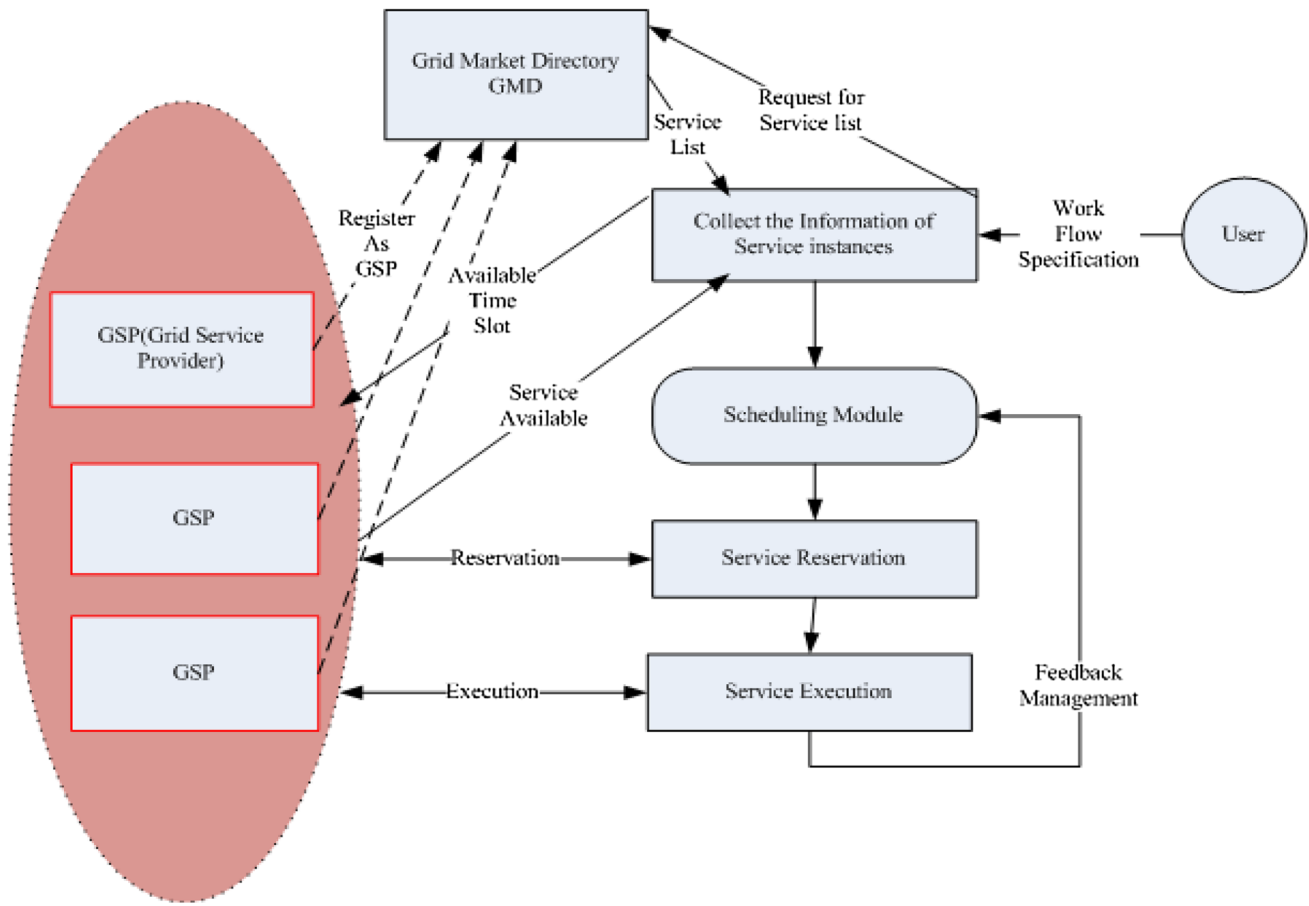 Grid Market Directory
GMD
Request for
Service list
Service
List
Register
As
GSP
Collect the Information of
Service instances
Work
Flow
Specification
User
Available
Time
Slot
GSP(Grid Service
Provider)
Service
Available
Scheduling Module
GSP
Reservation
Service Reservation
GSP
Execution
Service Execution
Feedback
Management